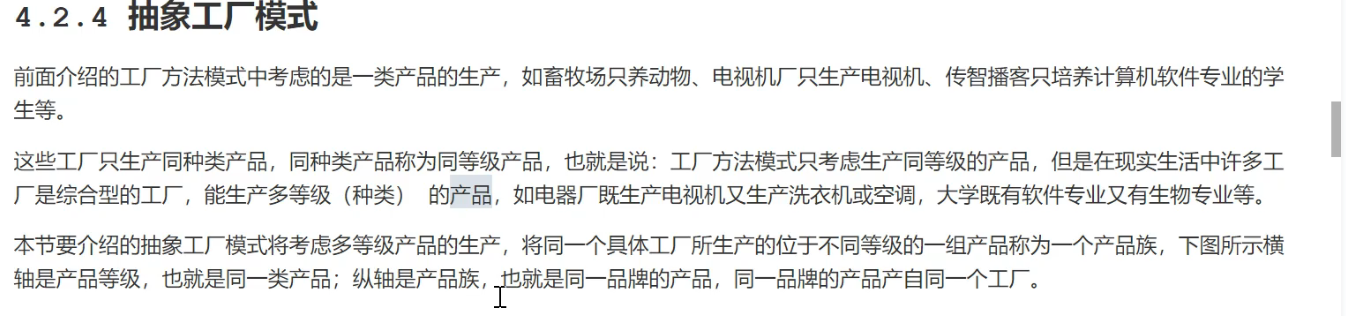 4.2.4 抽象工厂模式
前面介绍的工厂方法模式中考虑的是一类产品的生产，如畜牧场只养动物、电视机厂只生产电视机、传智播客只培养计算机软件专业的学
生等。
这些工厂只生产同种类产品，同种类产品称为同等级产品，也就是说：工厂方法模式只考虑生产同等级的产品，但是在现实生活中许多工
厂是综合型的工厂，能生产多等级（种类） 的产品，如电器厂既生产电视机又生产洗衣机或空调，大学既有软件专业又有生物专业等。
本节要介绍的抽象工厂模式将考虑多等级产品的生产，将同一个具体工厂所生产的位于不同等级的一组产品称为一个产品族，下图所示横
轴是产品等级，也就是同一类产品；纵轴是产品族，也就是同一品牌的产品，同一品牌的产品产自同一个工厂。